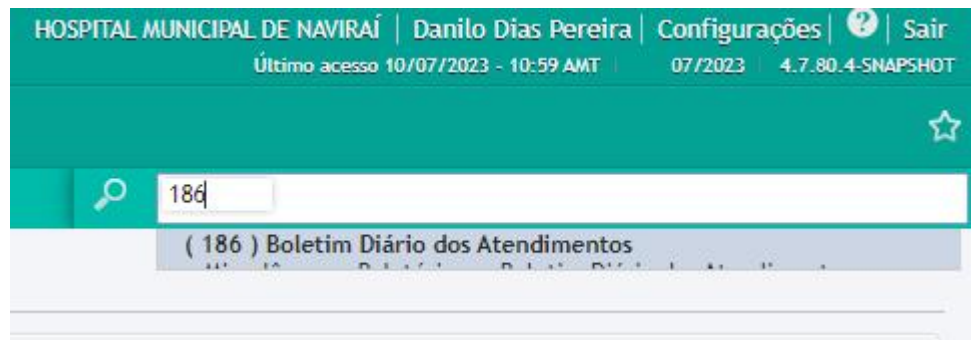 HOSPITAL MUNICIPAL DE NAVIRAÍ | Danilo Dias Pereira | Configurações | ? | Sair
Último acesso 10/07/2023 - 10:59 AMT | 07/2023 | 4.7.80.4-SNAPSHOT
186
( 186 ) Boletim Diário dos Atendimentos